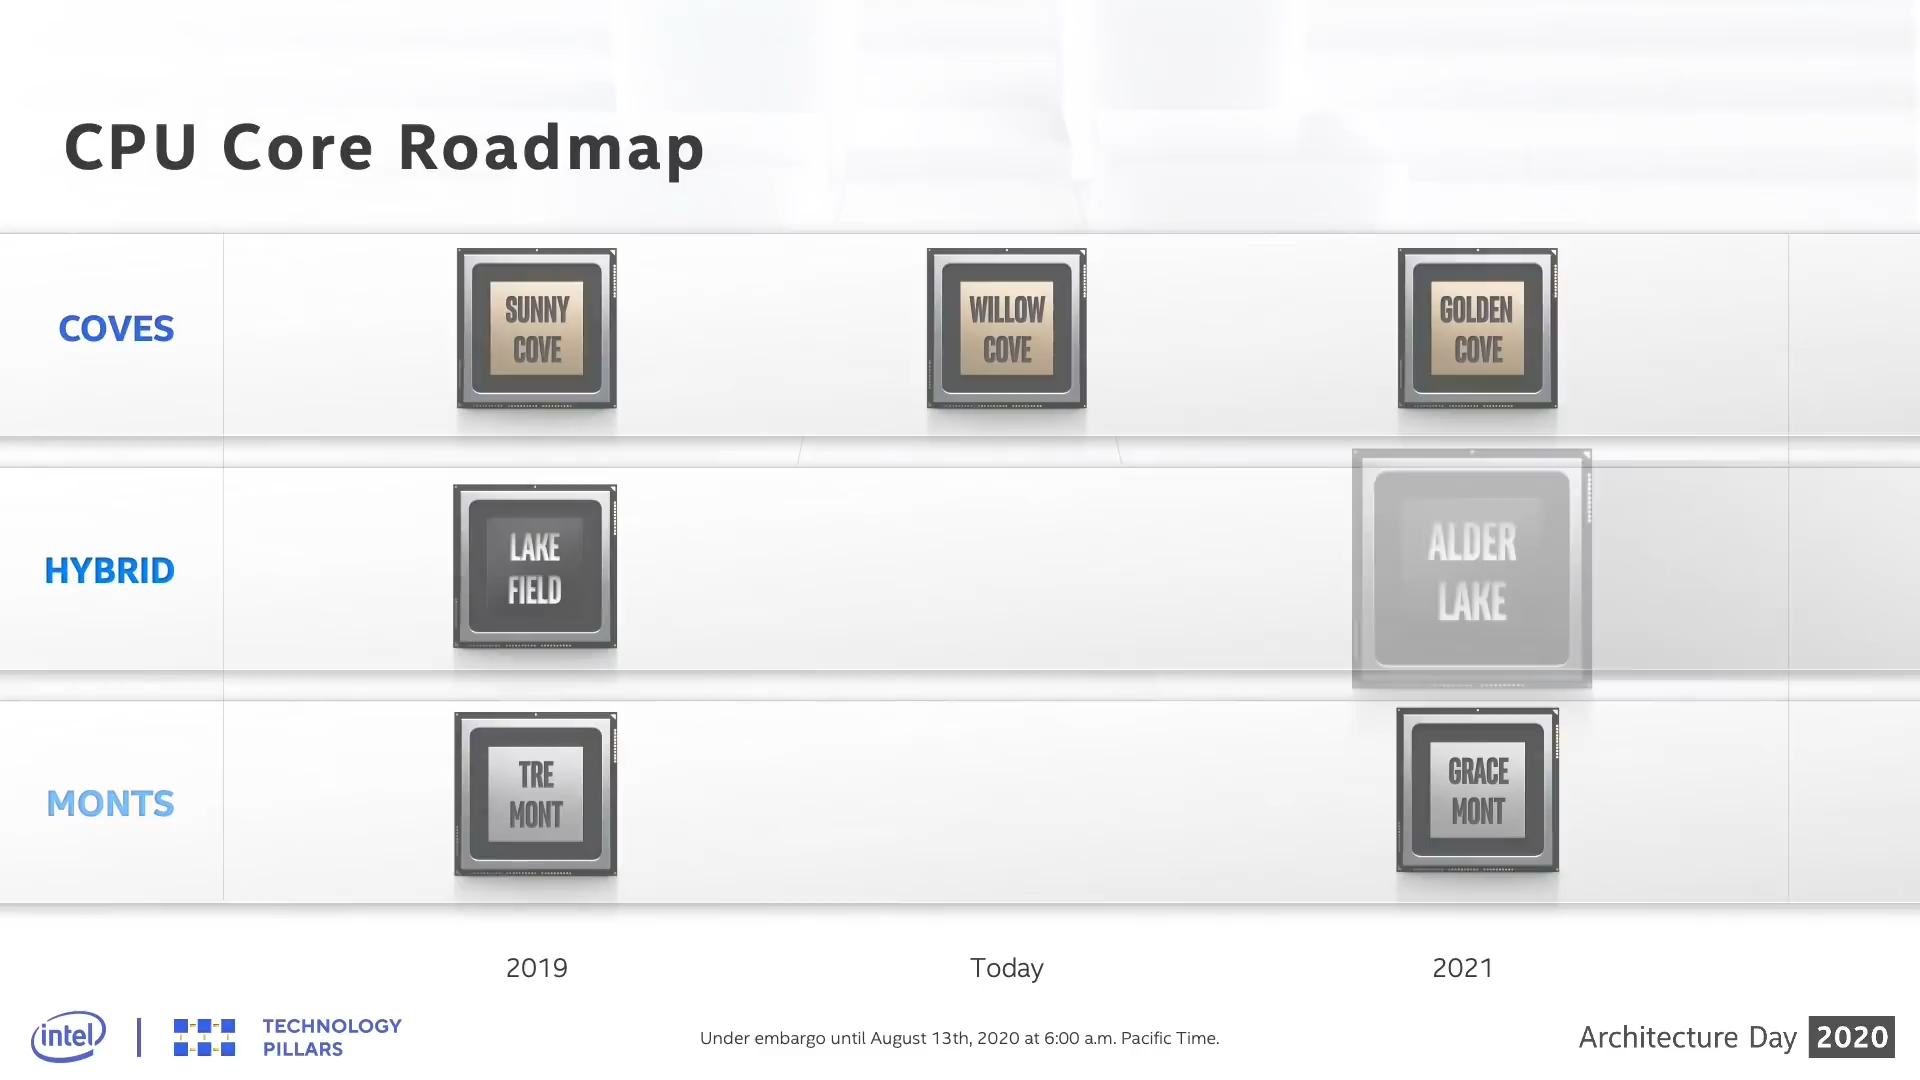 CPU Core Roadmap
COVES
SUNNY
COVE
WILLOW
COVE
GOLDEN
COVE
HYBRID
LAKE
FIELD
ALDER
LAKE
MONTS
TRE
MONT
GRACE
MONT
2019
Today
2021
intel
TECHNOLOGY
PILLARS
Under embargo until August 13th, 2020 at 6:00 a.m. Pacific Time.
Architecture Day 2020